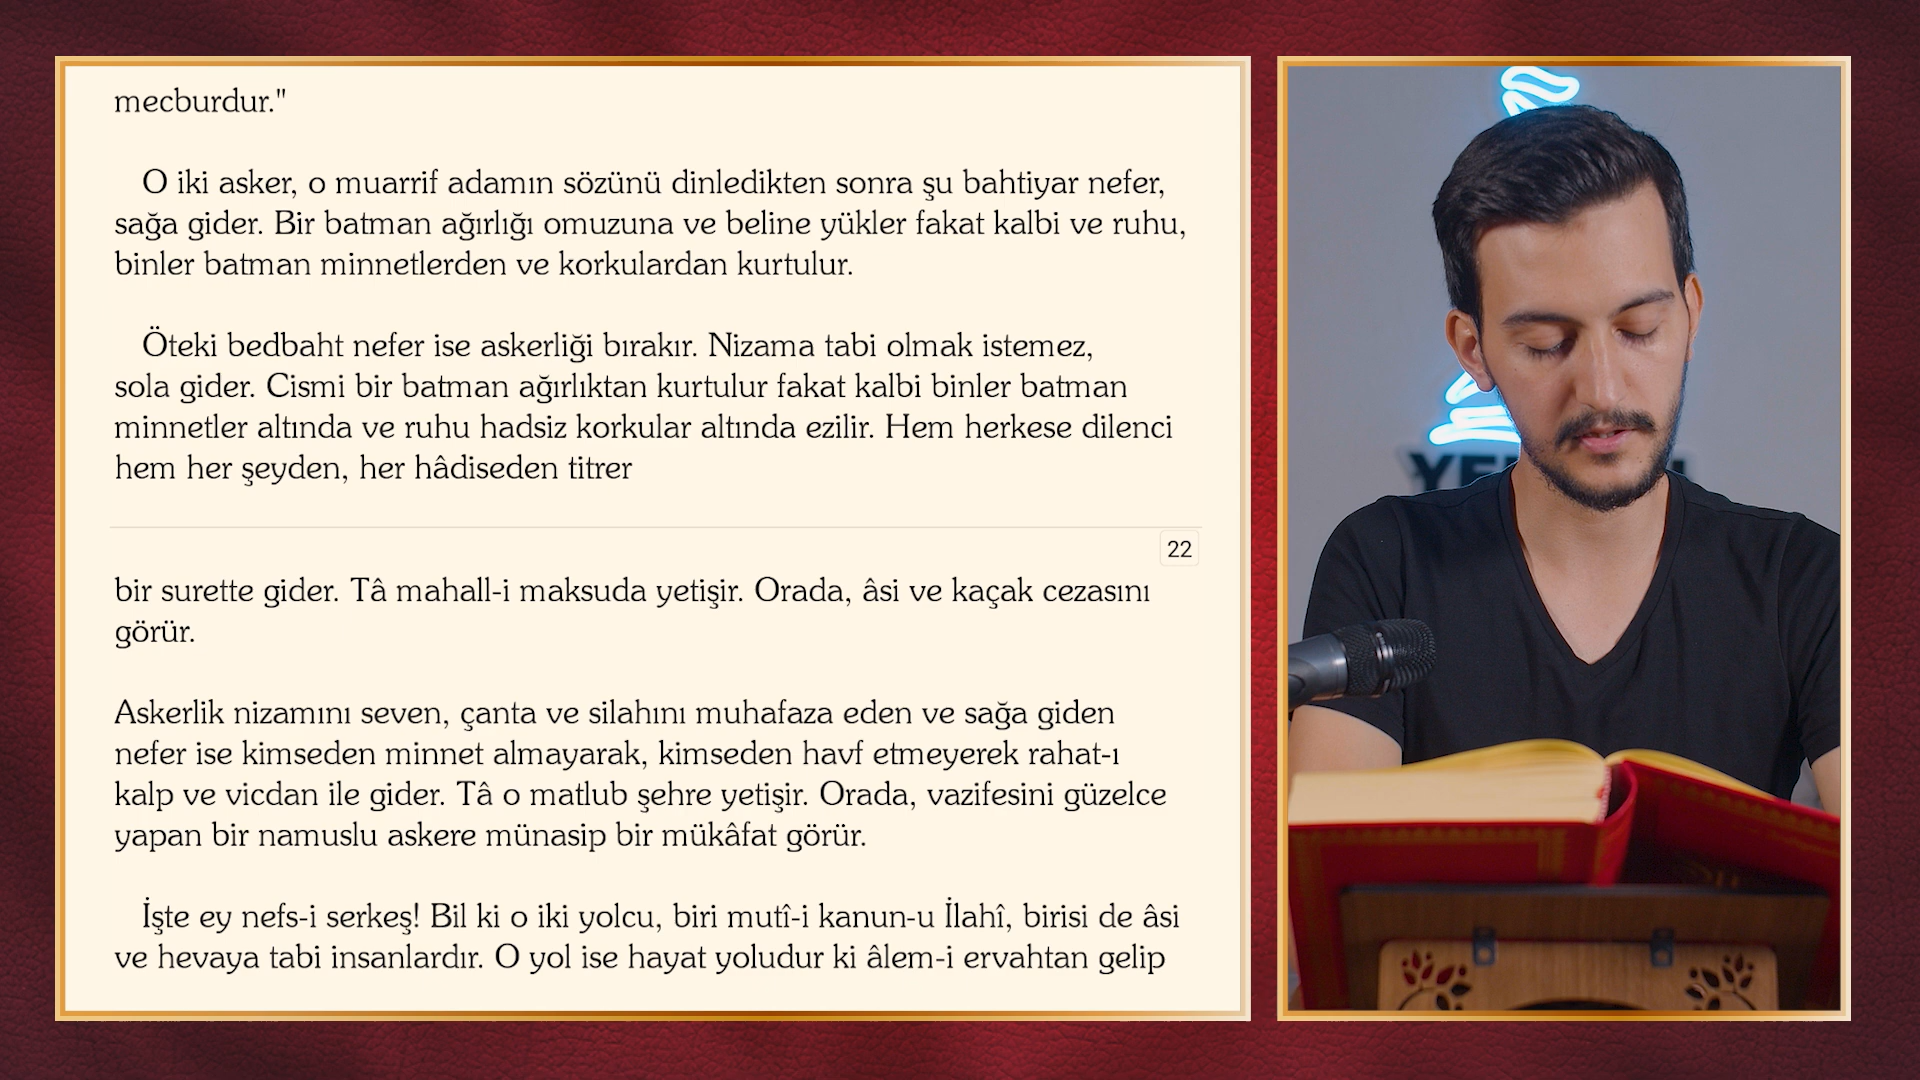 mecburdur."
O iki asker, o muarrif adamın sözünü dinledikten sonra şu bahtiyar nefer,
sağa gider. Bir batman ağırlığı omuzuna ve beline yükler fakat kalbi ve ruhu,
binler batman minnetlerden ve korkulardan kurtulur.
Öteki bedbaht nefer ise askerliği bırakır. Nizama tabi olmak istemez,
sola gider. Cismi bir batman ağırlıktan kurtulur fakat kalbi binler batman
minnetler altında ve ruhu hadsiz korkular altında ezilir. Hem herkese dilenci
hem her şeyden, her hâdiseden titrer
22
bir surette gider. Tâ mahall-i maksuda yetişir. Orada, âsi ve kaçak cezasını
görür.
Askerlik nizamını seven, çanta ve silahını muhafaza eden ve sağa giden
nefer ise kimseden minnet almayarak, kimseden havf etmeyerek rahat-ı
kalp ve vicdan ile gider. Tâ o matlub şehre yetişir. Orada, vazifesini güzelce
yapan bir namuslu askere münasip bir mükâfat görür.
İşte ey nefs-i serkeş! Bil ki o iki yolcu, biri mutî-i kanun-u İlahî, birisi de âsi
ve hevaya tabi insanlardır. O yol ise hayat yoludur ki âlem-i ervahtan gelip